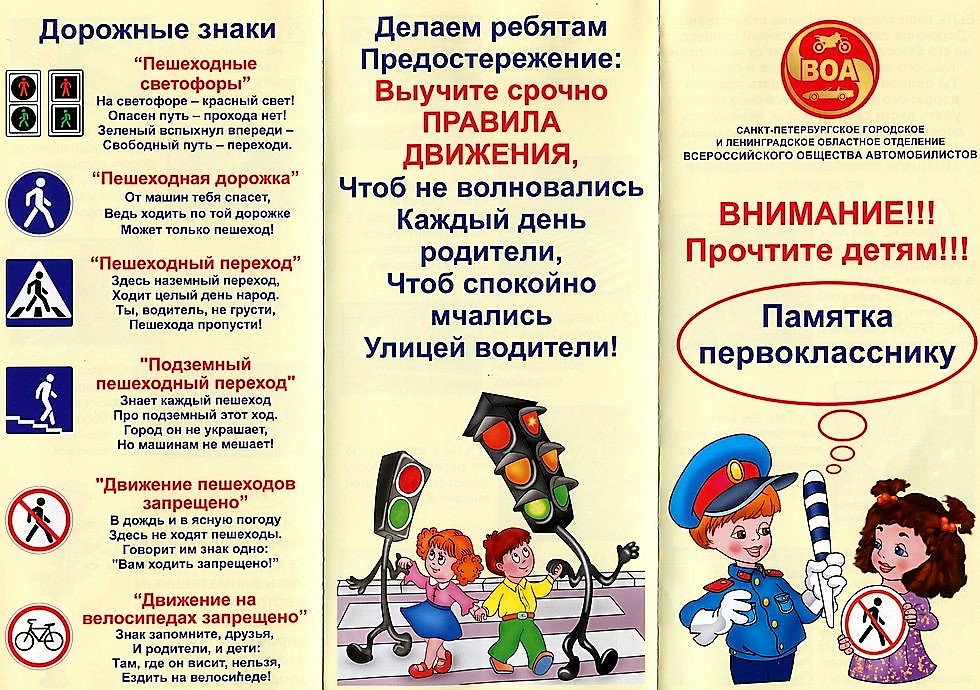 Дорожные знаки
“Пешеходные
светофоры”
На светофоре – красный свет!
Опасен путь – прохода нет!
Зеленый вспыхнул впереди –
Свободный путь – переходи.
“Пешеходная дорожка”
От машин тебя спасет,
Ведь ходить по той дорожке
Может только пешеход!
“Пешеходный переход”
Здесь наземный переход,
Ходит целый день народ.
Ты, водитель, не грусти,
Пешехода пропусти!
"Подземный
пешеходный переход"
Знает каждый пешеход
Про подземный этот ход.
Город он не украшает,
Но машинам не мешает!
"Движение пешеходов
запрещено”
В дождь и в ясную погоду
Здесь не ходят пешеходы.
Говорит им знак одно:
"Вам ходить запрещено!”
“Движение на
велосипедах запрещено”
Знак запомните, друзья,
И родители, и дети:
Там, где он висит, нельзя,
Ездить на велосипеде!
Делаем ребятам
Предостережение:
Выучите срочно
ПРАВИЛА
ДВИЖЕНИЯ,
Чтоб не волновались
Каждый день
родители,
Чтоб спокойно
мчались
Улицей водители!
ВОА
САНКТ-ПЕТЕРБУРГСКОЕ ГОРОДСКОЕ
И ЛЕНИНГРАДСКОЕ ОБЛАСТНОЕ ОТДЕЛЕНИЕ
ВСЕРОССИЙСКОГО ОБЩЕСТВА АВТОМОБИЛИСТОВ
ВНИМАНИЕ!!!
Прочтите детям!!!
Памятка
первокласснику